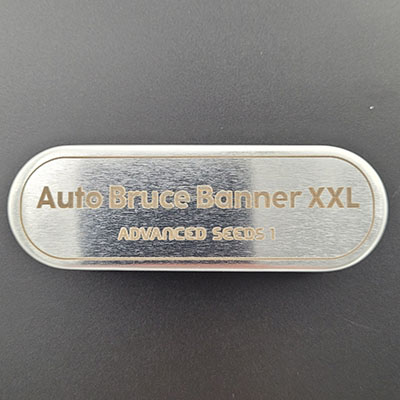 Auto Bruce Banner XXL
ADVANCED SEEDS 1